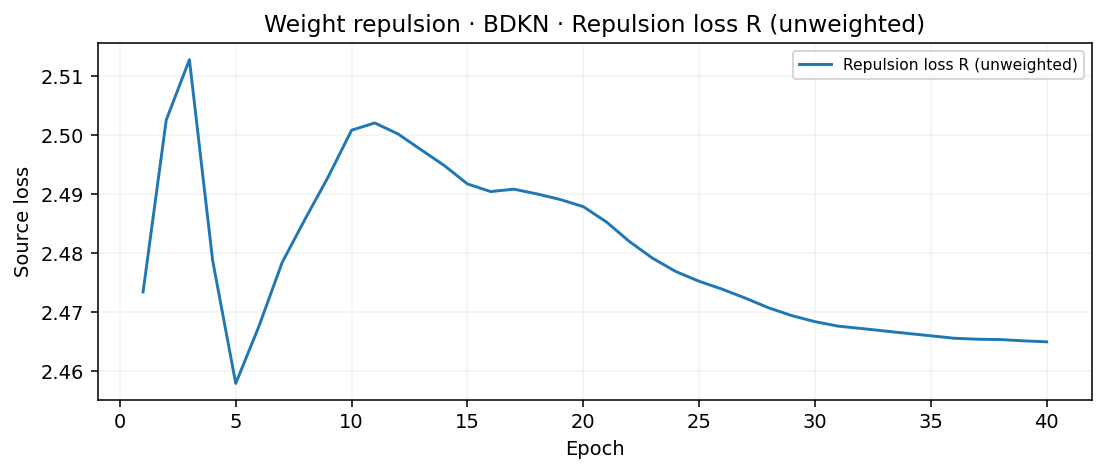 Weight repulsion · BDKN · Repulsion loss R (unweighted)
Repulsion loss R (unweighted)
Source loss
2.51
2.50
2.49
2.48
2.47
2.46
0 5 10 15 20 25 30 35 40
Epoch